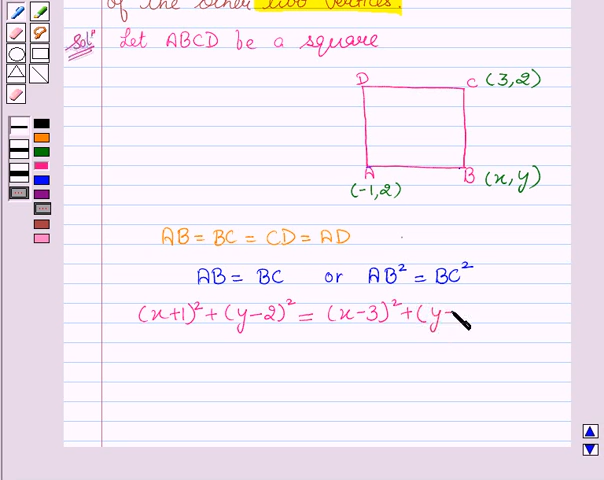 of the other two vertices.
Solⁿ Let ABCD be a square
D C (3,2)
A B (x,y)
(-1,2)
AB = BC = CD = AD
AB = BC or AB² = BC²
(x+1)² + (y-2)² = (x-3)² + (y-